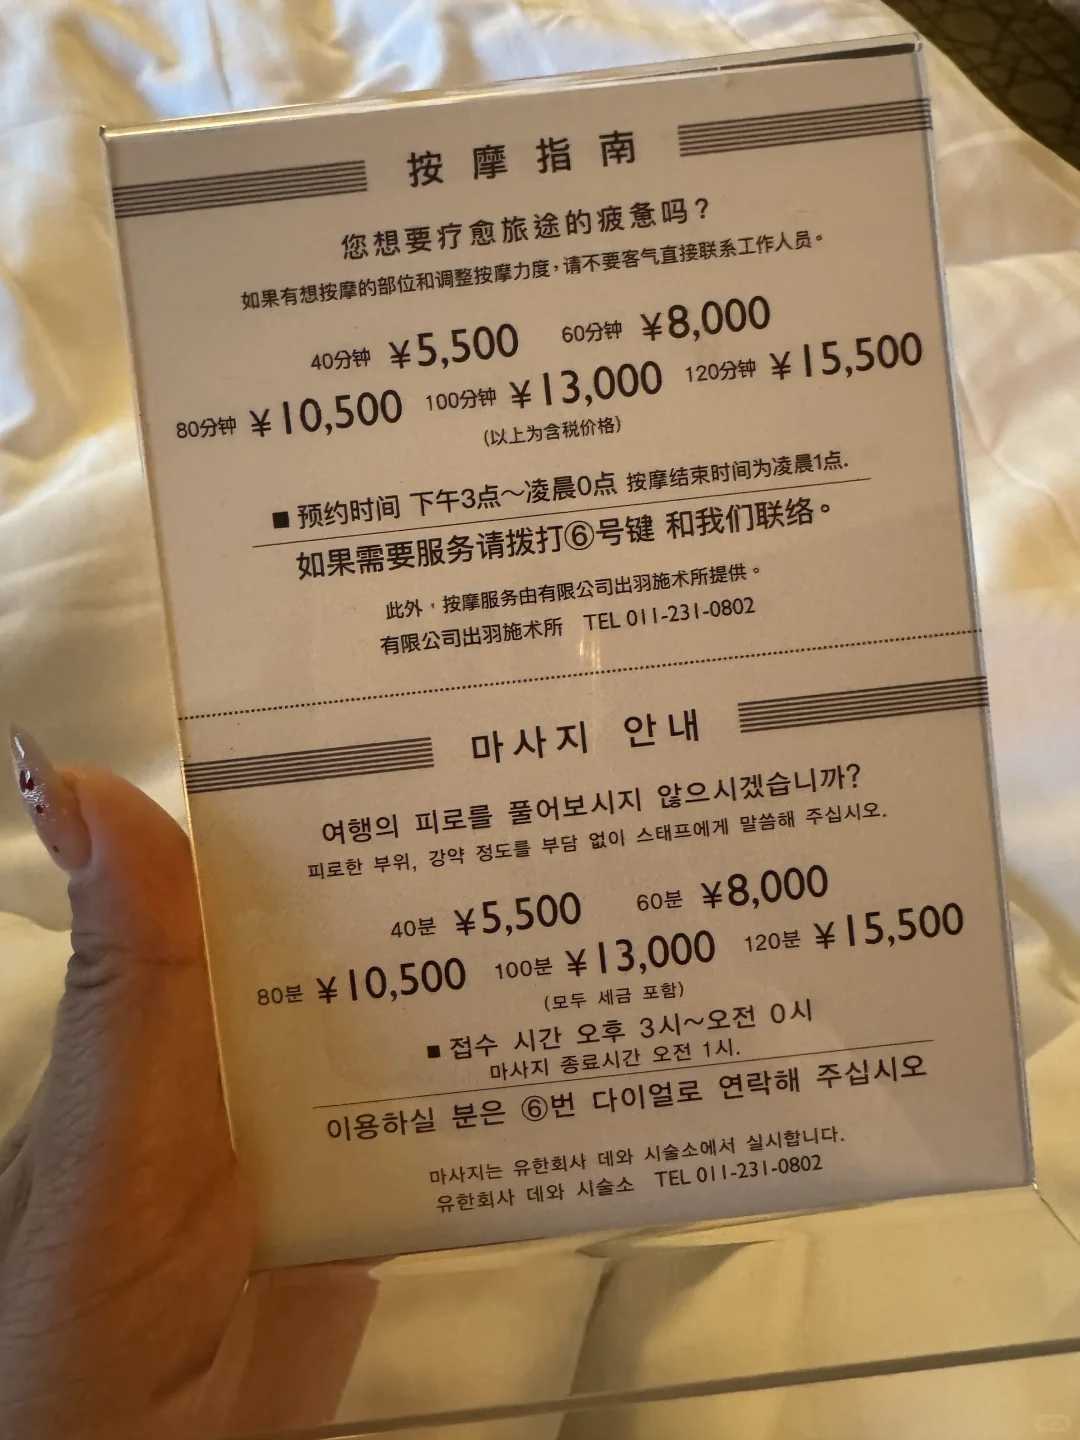 按摩指南
您想要疗愈旅途的疲惫吗？
如果有想按摩的部位和调整按摩力度，请不要客气直接联系工作人员。
40分钟 ￥5,500 60分钟 ￥8,000
80分钟 ￥10,500 100分钟 ￥13,000 120分钟 ￥15,500
(以上为含税价格)
■ 预约时间 下午3点～凌晨0点 按摩结束时间为凌晨1点.
如果需要服务请拨打⑥号键 和我们联络。
此外，按摩服务由有限公司出羽施术所提供。
有限公司出羽施术所 TEL 011-231-0802
마사지 안내
여행의 피로를 풀어보시지 않으시겠습니까?
피로한 부위, 강약 정도를 부담 없이 스태프에게 말씀해 주십시오.
40분 ￥5,500 60분 ￥8,000
80분 ￥10,500 100분 ￥13,000 120분 ￥15,500
(모두 세금 포함)
■ 접수 시간 오후 3시~오전 0시
마사지 종료시간 오전 1시.
이용하실 분은 ⑥번 다이얼로 연락해 주십시오
마사지는 유한회사 데와 시술소에서 실시합니다.
유한회사 데와 시술소 TEL 011-231-0802